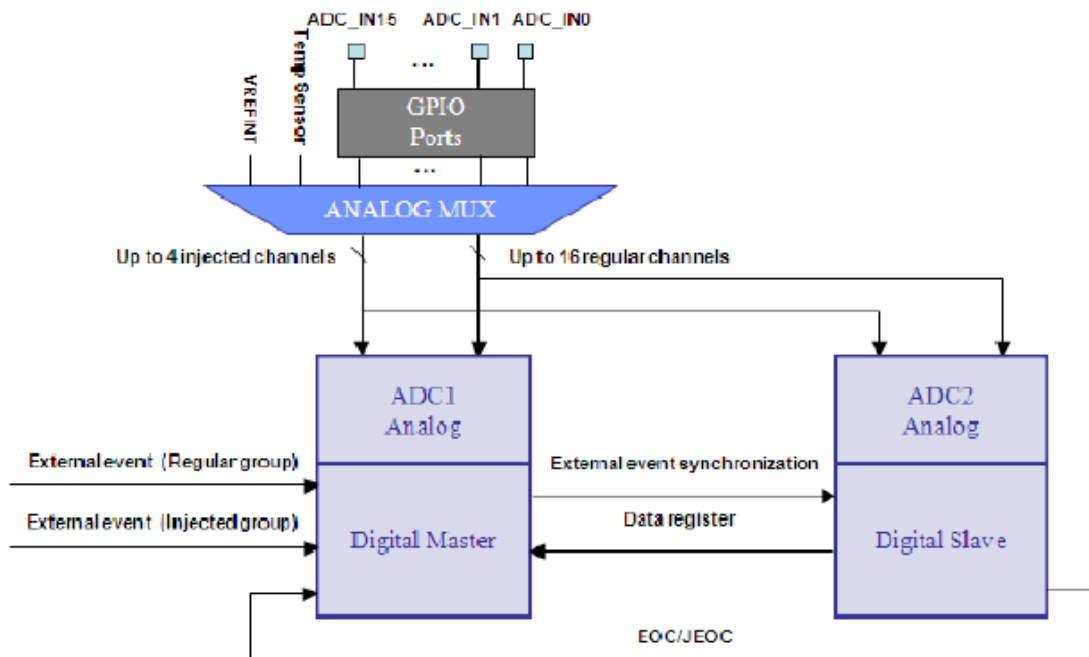 ADC_IN15 ADC_IN1 ADC_IN0
VREFINT
Temp Sensor
....
GPIO
Ports
....
ANALOG MUX
Up to 4 injected channels
Up to 16 regular channels
ADC1
Analog
ADC2
Analog
External event (Regular group)
External event synchronization
External event (Injected group)
Data register
Digital Master
Digital Slave
EOC/JEOC